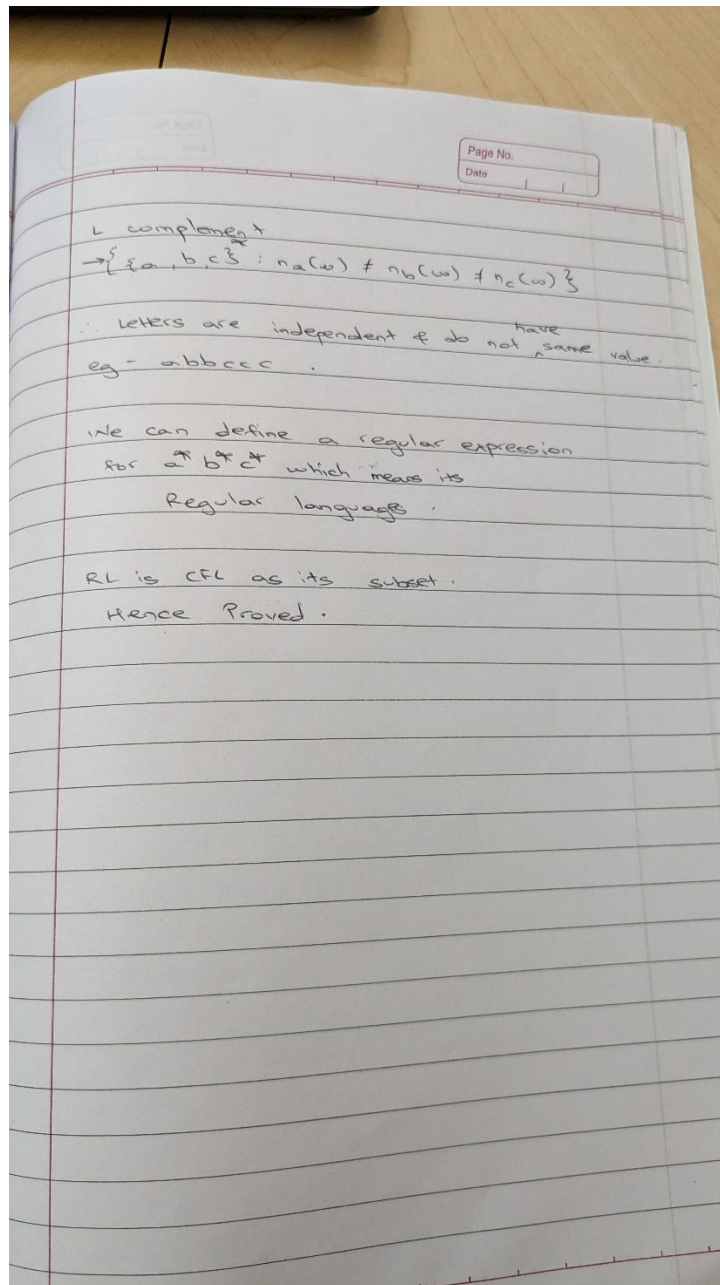 Page No.
Date
L complement
→{ {a, b, c}* : na(w) ≠ nb(w) ≠ nc(w) }
∴ Letters are independent & do not have same value.
eg - abbccc .
We can define a regular expression
for a* b* c* which means its
Regular languages .
RL is CFL as its subset .
Hence Proved .